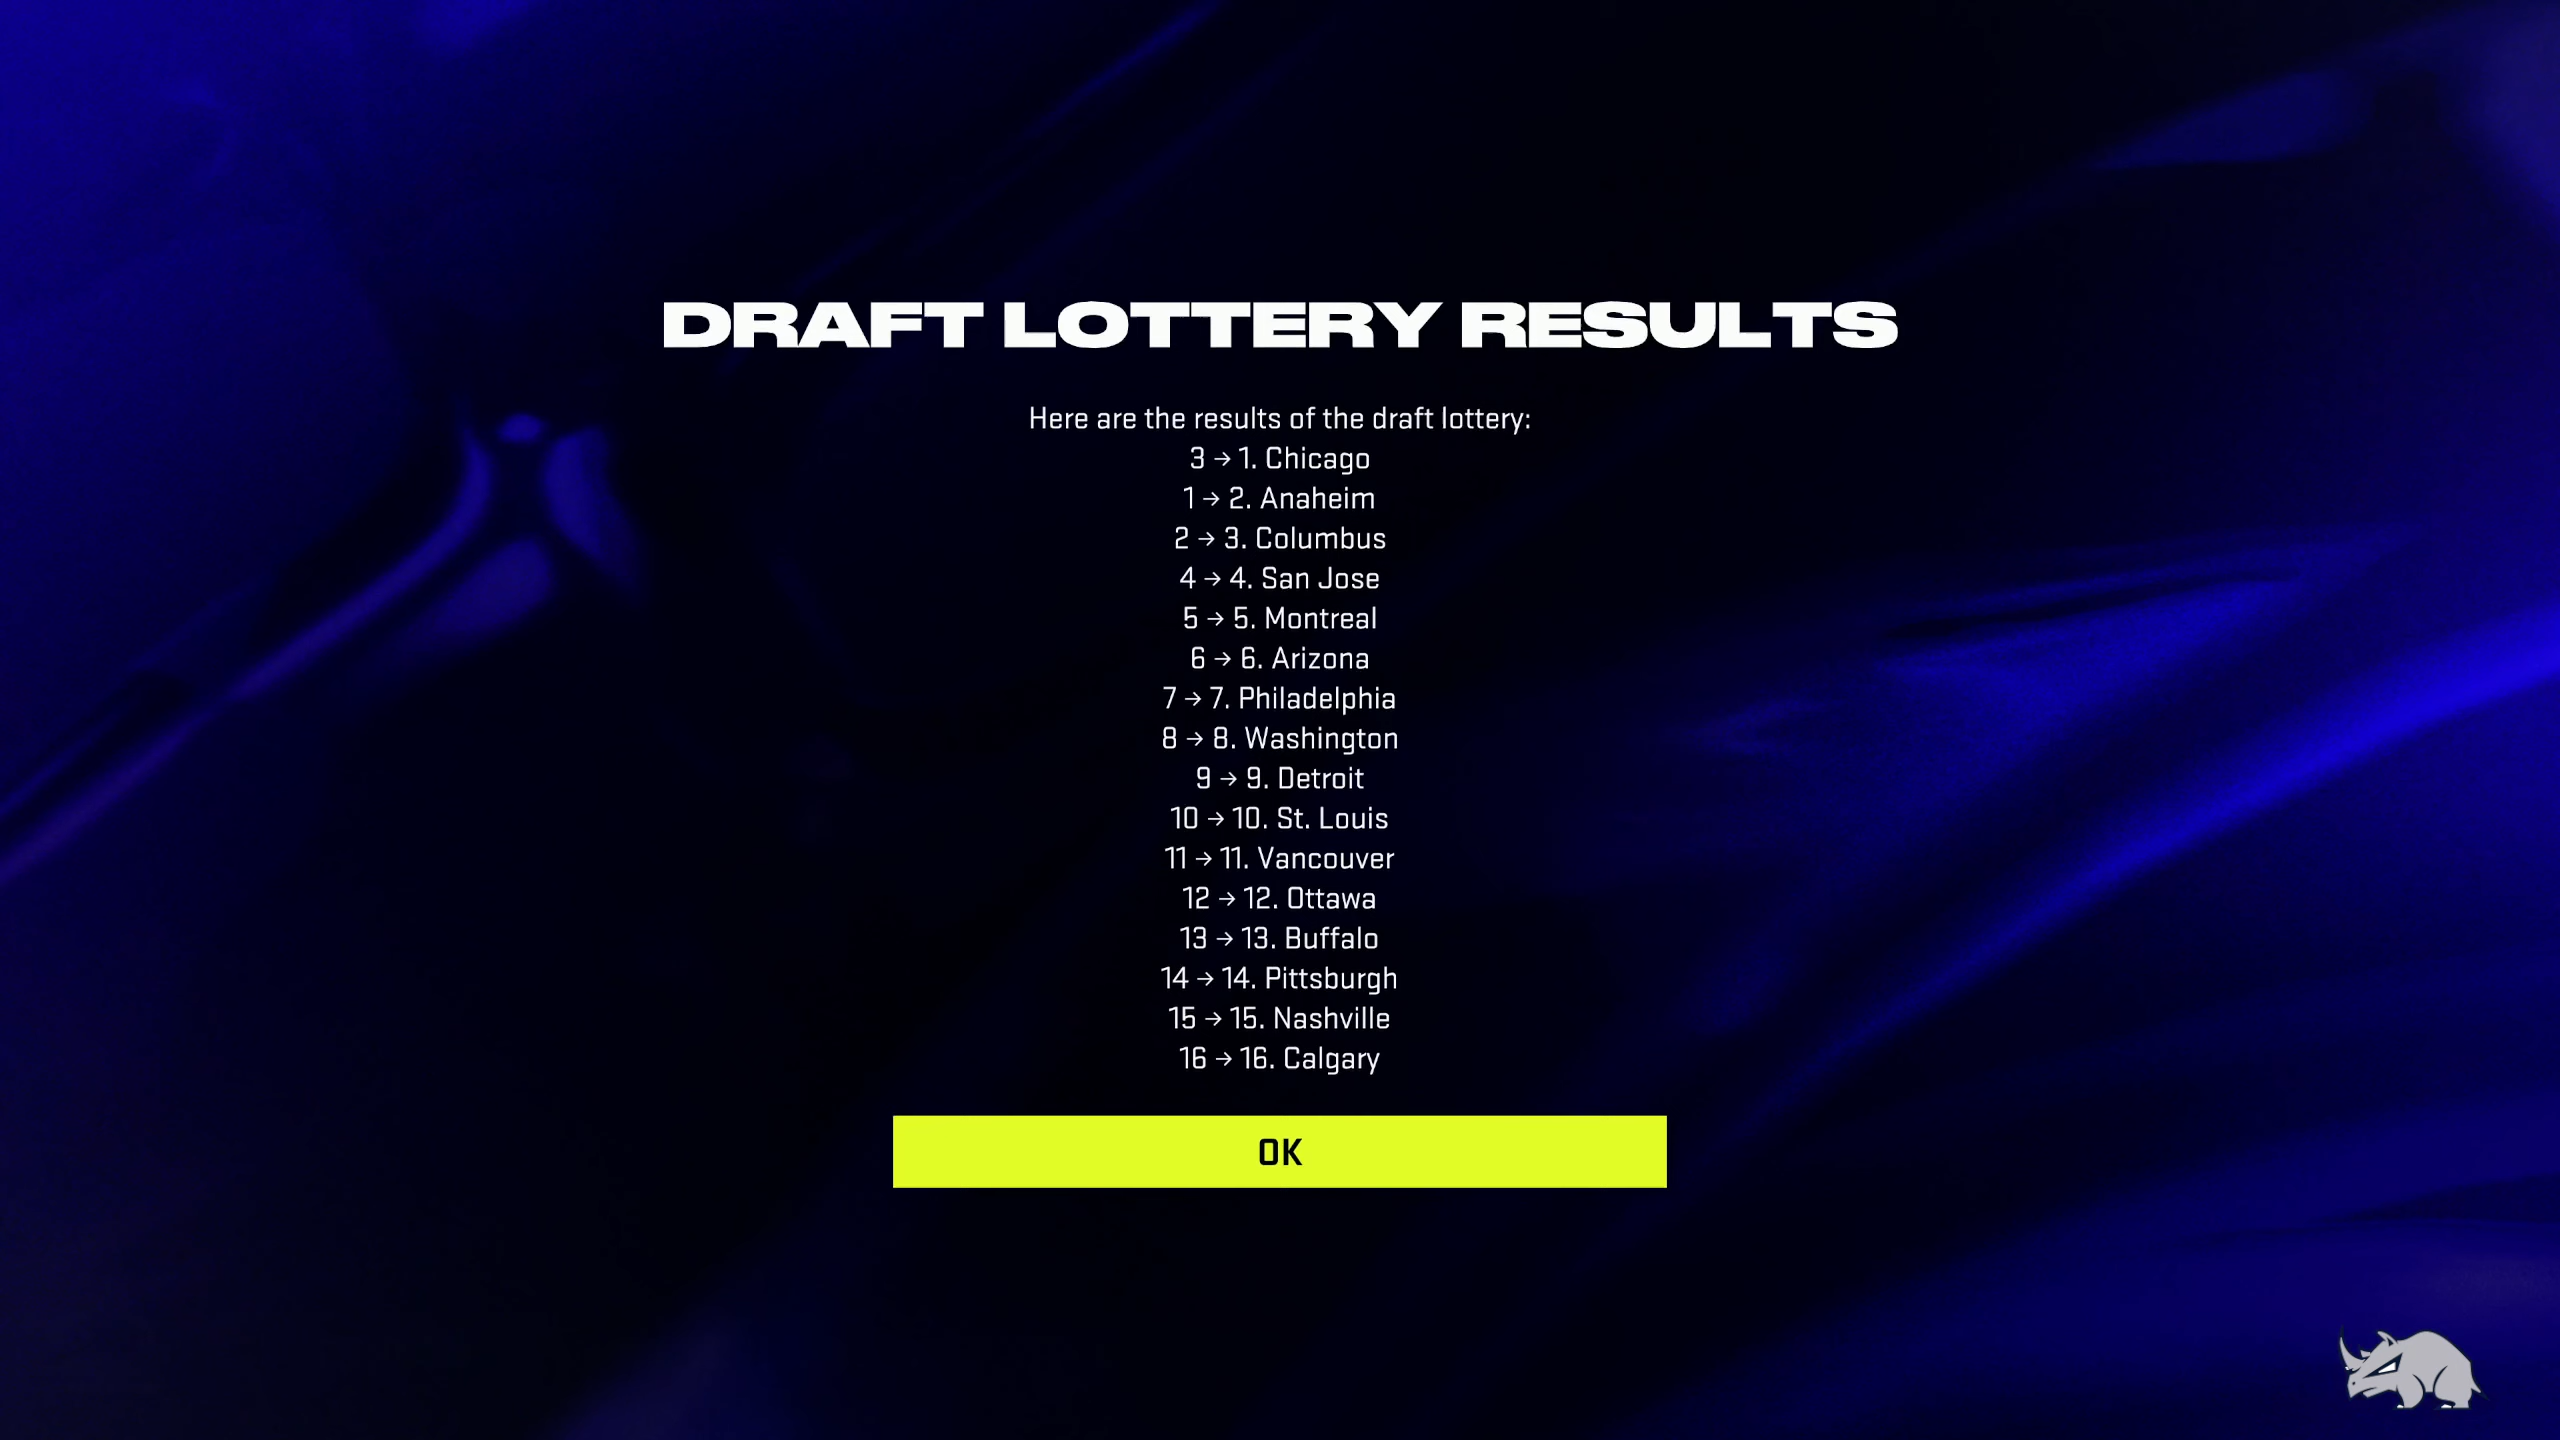 DRAFT LOTTERY RESULTS
Here are the results of the draft lottery:
3 → 1. Chicago
1 → 2. Anaheim
2 → 3. Columbus
4 → 4. San Jose
5 → 5. Montreal
6 → 6. Arizona
7 → 7. Philadelphia
8 → 8. Washington
9 → 9. Detroit
10 → 10. St. Louis
11 → 11. Vancouver
12 → 12. Ottawa
13 → 13. Buffalo
14 → 14. Pittsburgh
15 → 15. Nashville
16 → 16. Calgary
OK